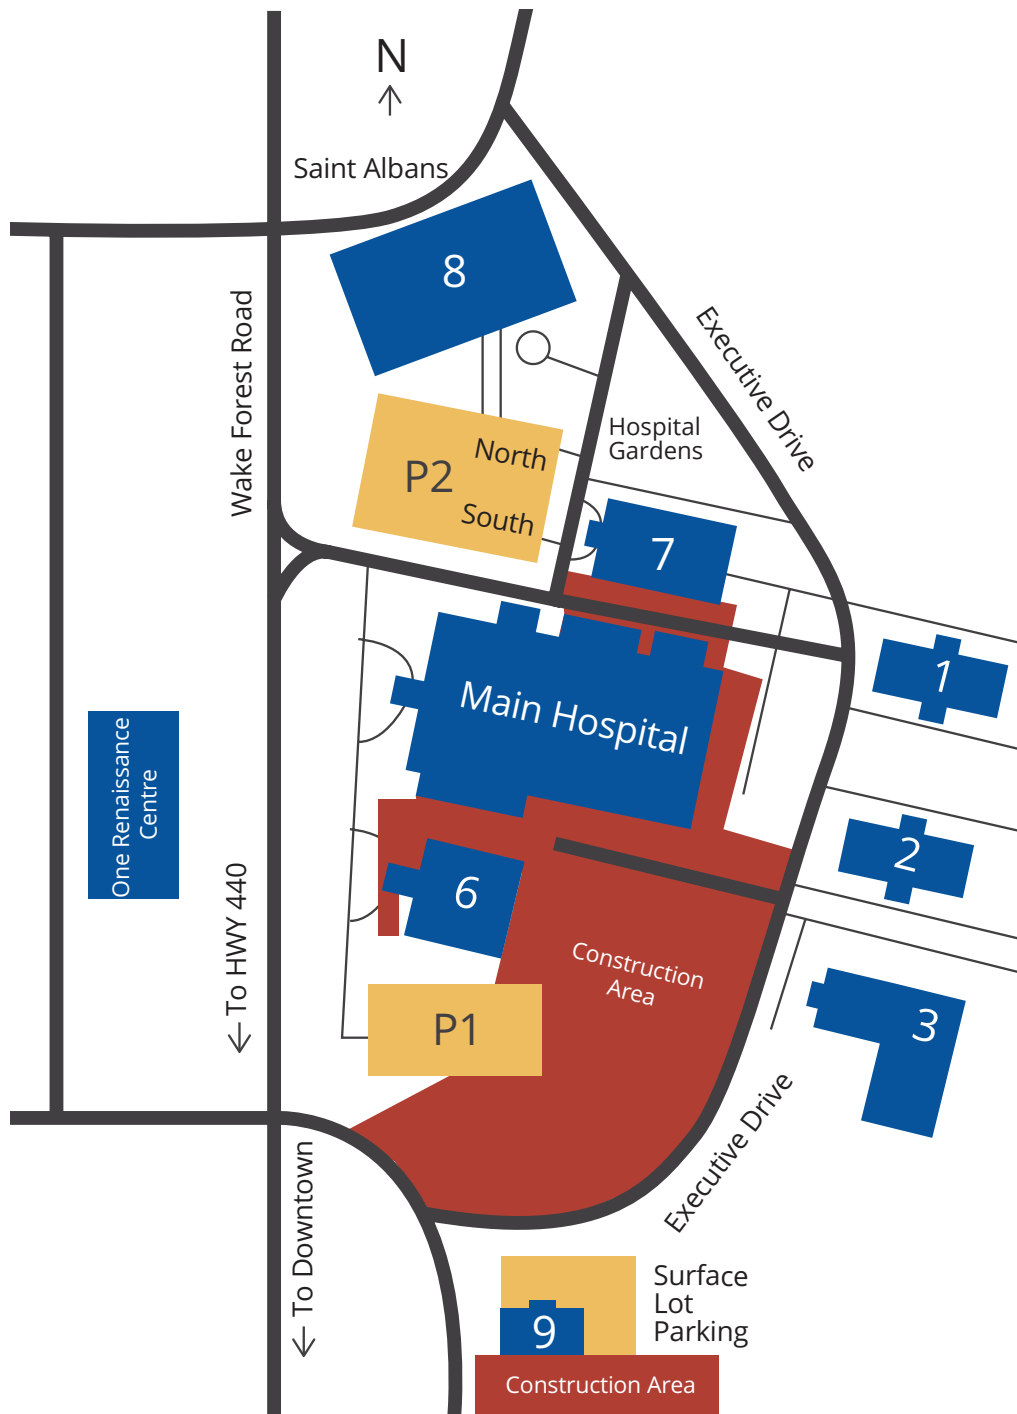 N
Saint Albans
8
Wake Forest Road
Executive Drive
Hospital
Gardens
North
P2
South
7
1
Main Hospital
One Renaissance
Centre
2
6
To HWY 440
Construction
Area
3
P1
Executive Drive
To Downtown
Surface
Lot
Parking
9
Construction Area